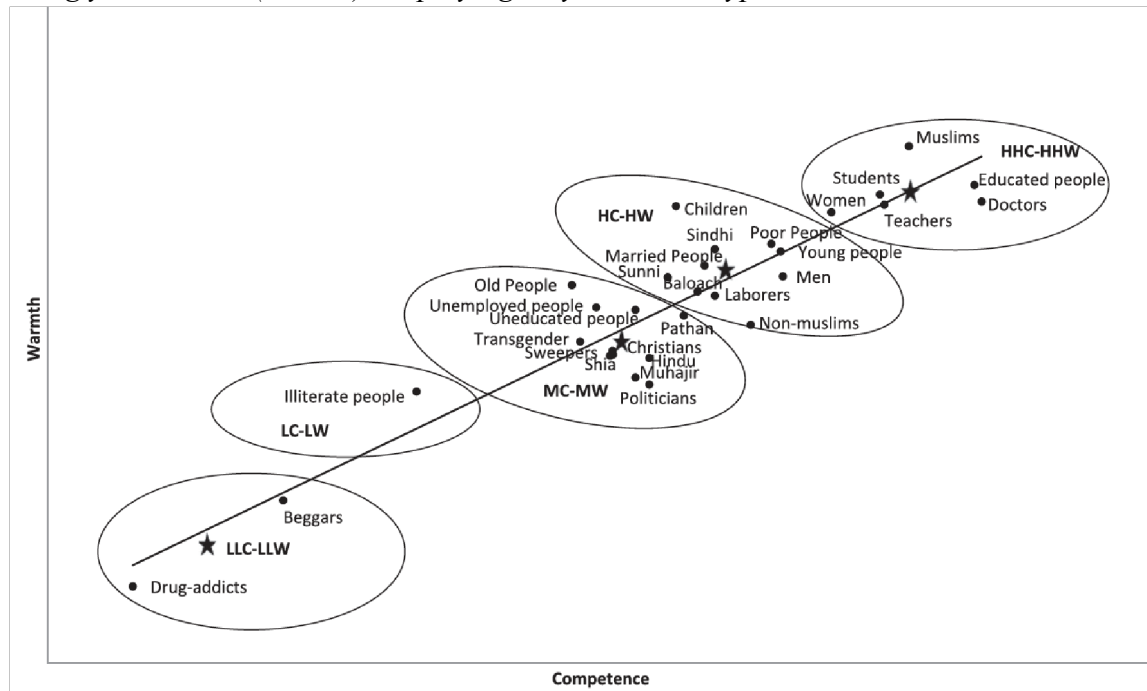 Muslims
HHC-HHW
Students
Educated people
Women
Doctors
Teachers
HC-HW
Children
Sindhi
Poor People
Married People
Young people
Sunni
Men
Baloach
Laborers
Old People
Unemployed people
Uneducated people
Pathan
Non-muslims
Transgender
Christians
Sweepers
Hindu
Shia
Muhajir
MC-MW
Politicians
Illiterate people
LC-LW
Beggars
LLC-LLW
Drug-addicts
Warmth
Competence